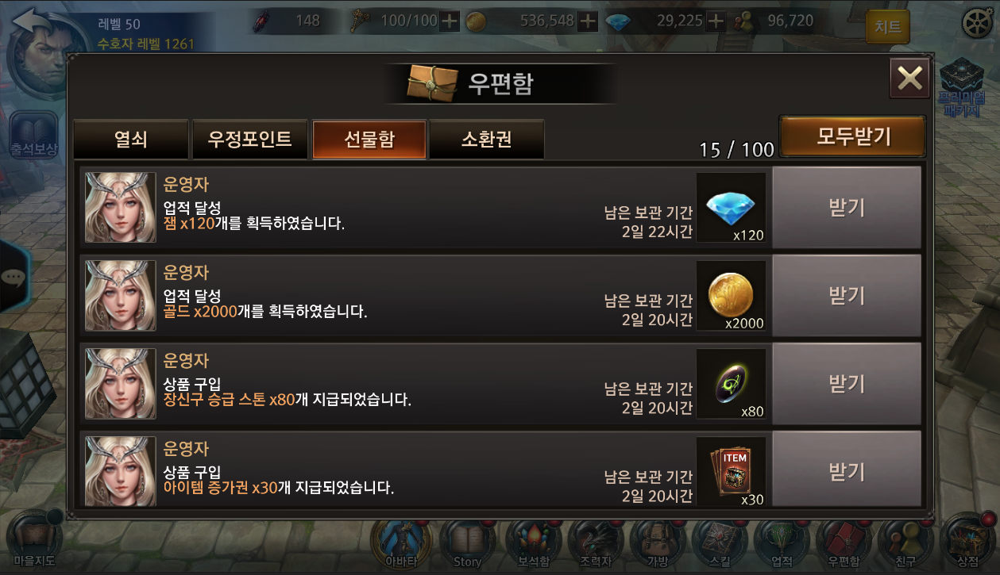 레벨 50
수호자 레벨 1261
148
100/100
536,548
29,225
96,720
치트
우편함
프리미엄
패키지
출석보상
열쇠
우정포인트
선물함
소환권
15 / 100
모두받기
운영자
업적 달성
잼 x120개를 획득하였습니다.
남은 보관 기간
2일 22시간
x120
받기
운영자
업적 달성
골드 x2000개를 획득하였습니다.
남은 보관 기간
2일 20시간
x2000
받기
운영자
상품 구입
장신구 승급 스톤 x80개 지급되었습니다.
남은 보관 기간
2일 20시간
x80
받기
운영자
상품 구입
아이템 증가권 x30개 지급되었습니다.
남은 보관 기간
2일 20시간
ITEM
x30
받기
마을지도
아바타
Story
보석함
조력자
가방
스킬
업적
우편함
친구
상점